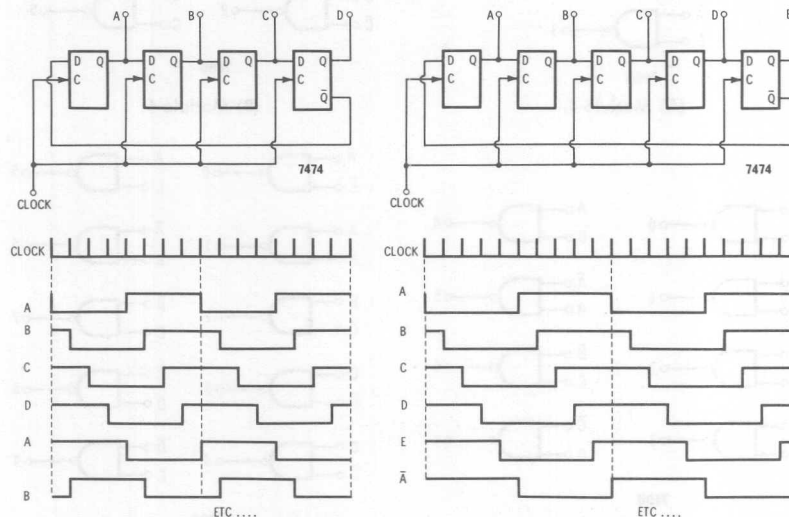 A B C D
D Q D Q D Q D Q
C C C C
Q̄
7474
CLOCK
CLOCK
A
B
C
D
A
B
ETC ....
A B C D E
D Q D Q D Q D Q D Q
C C C C C
Q̄
7474
CLOCK
CLOCK
A
B
C
D
E
Ā
ETC ....